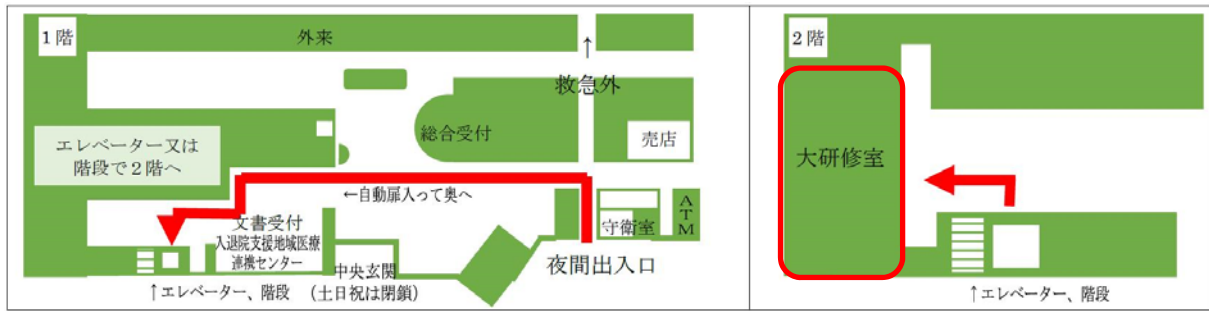 1階
外来
↑
救急外
総合受付
売店
エレベーター又は
階段で2階へ
←自動扉入って奥へ
ATM
守衛室
文書受付
入退院支援地域医療
連携センター
夜間出入口
中央玄関
(土日祝は閉鎖)
↑エレベーター、階段
2階
大研修室
↑エレベーター、階段